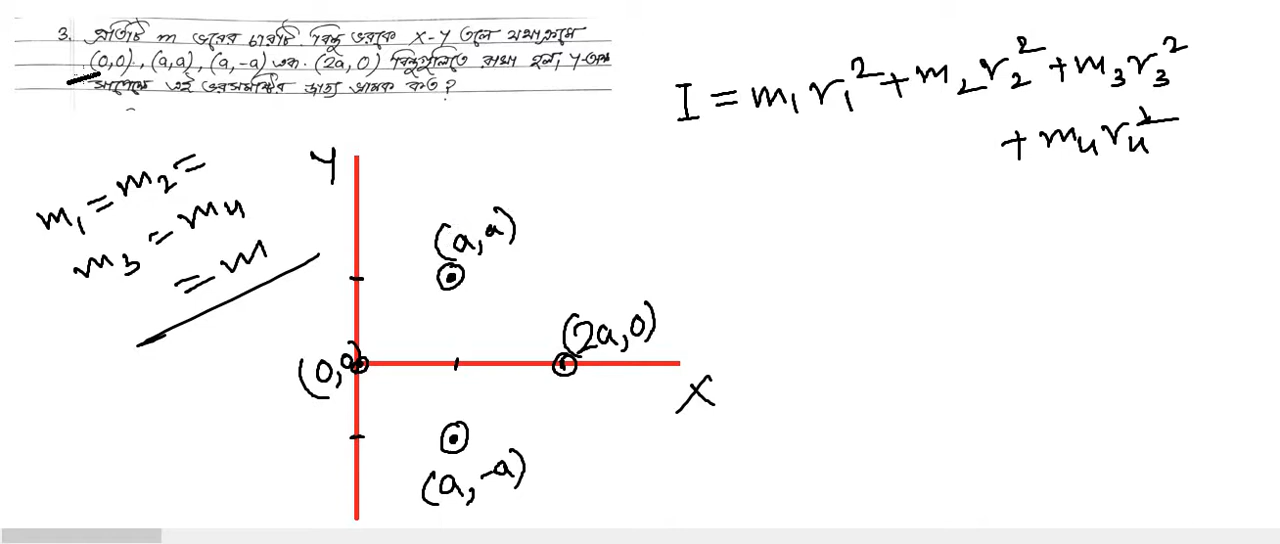 3. প্রতিটি m ভরের চারটি বিন্দু ভরকে X-Y তলে যথাক্রমে
(0,0), (a,a), (a,-a) এবং (2a,0) বিন্দুগুলিতে রাখা হল, Y-অক্ষ
সাপেক্ষে এই ভরসমষ্টির জাড্য ভ্রামক কত?
I = m₁r₁² + m₂r₂² + m₃r₃²
+ m₄r₄²
m₁ = m₂ =
m₃ = m₄
= m
Y
(a,a)
(2a,0)
(0,0)
X
(a,-a)